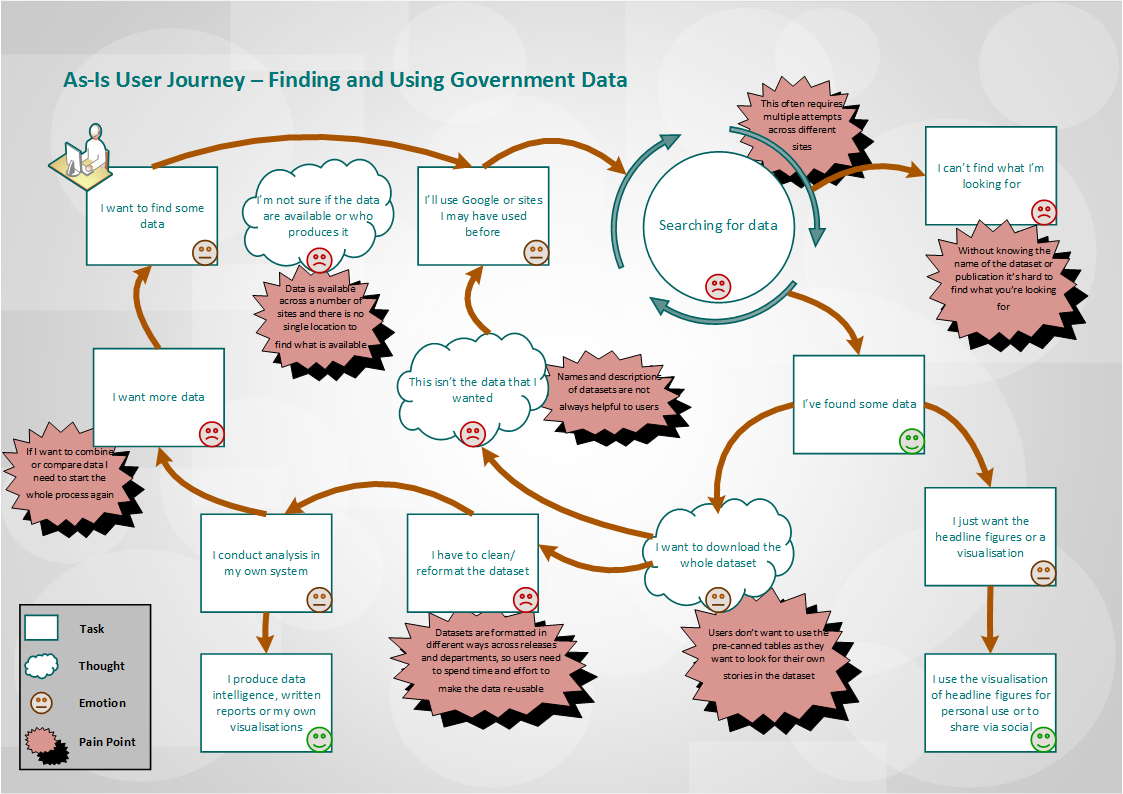 As-Is User Journey – Finding and Using Government Data
This often requires
multiple attempts
across different
sites
I want to find some
data
I'm not sure if the data
are available or who
produces it
I'll use Google or sites
I may have used
before
Searching for data
I can't find what I'm
looking for
Data is available
across a number of
sites and there is no
single location to
find what is available
Without knowing the
name of the dataset or
publication it's hard to
find what you're looking
for
I want more data
This isn't the data that I
wanted
Names and descriptions
of datasets are not
always helpful to users
I've found some data
If I want to combine
or compare data I
need to start the
whole process again
I conduct analysis in
my own system
I have to clean/
reformat the dataset
I want to download the
whole dataset
I just want the
headline figures or a
visualisation
Datasets are formatted in
different ways across releases
and departments, so users need
to spend time and effort to
make the data re-usable
Users don't want to use the
pre-canned tables as they
want to look for their own
stories in the dataset
I produce data
intelligence, written
reports or my own
visualisations
I use the visualisation
of headline figures for
personal use or to
share via social
Task
Thought
Emotion
Pain Point